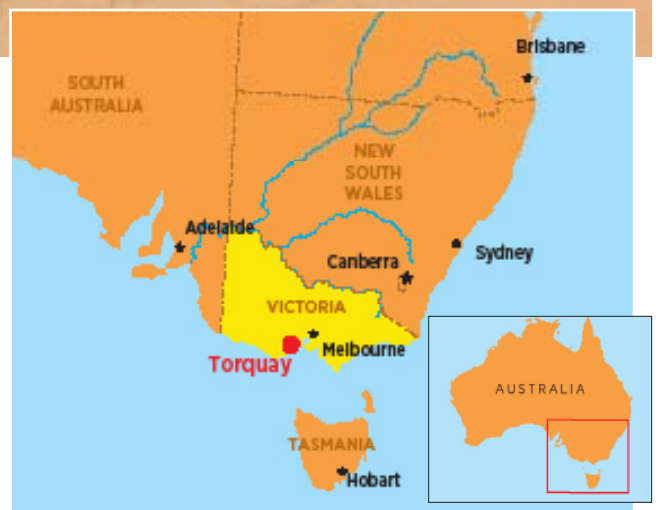 Brisbane
SOUTH
AUSTRALIA
NEW
SOUTH
WALES
Adelaide
Sydney
Canberra
VICTORIA
Melbourne
Torquay
AUSTRALIA
TASMANIA
Hobart